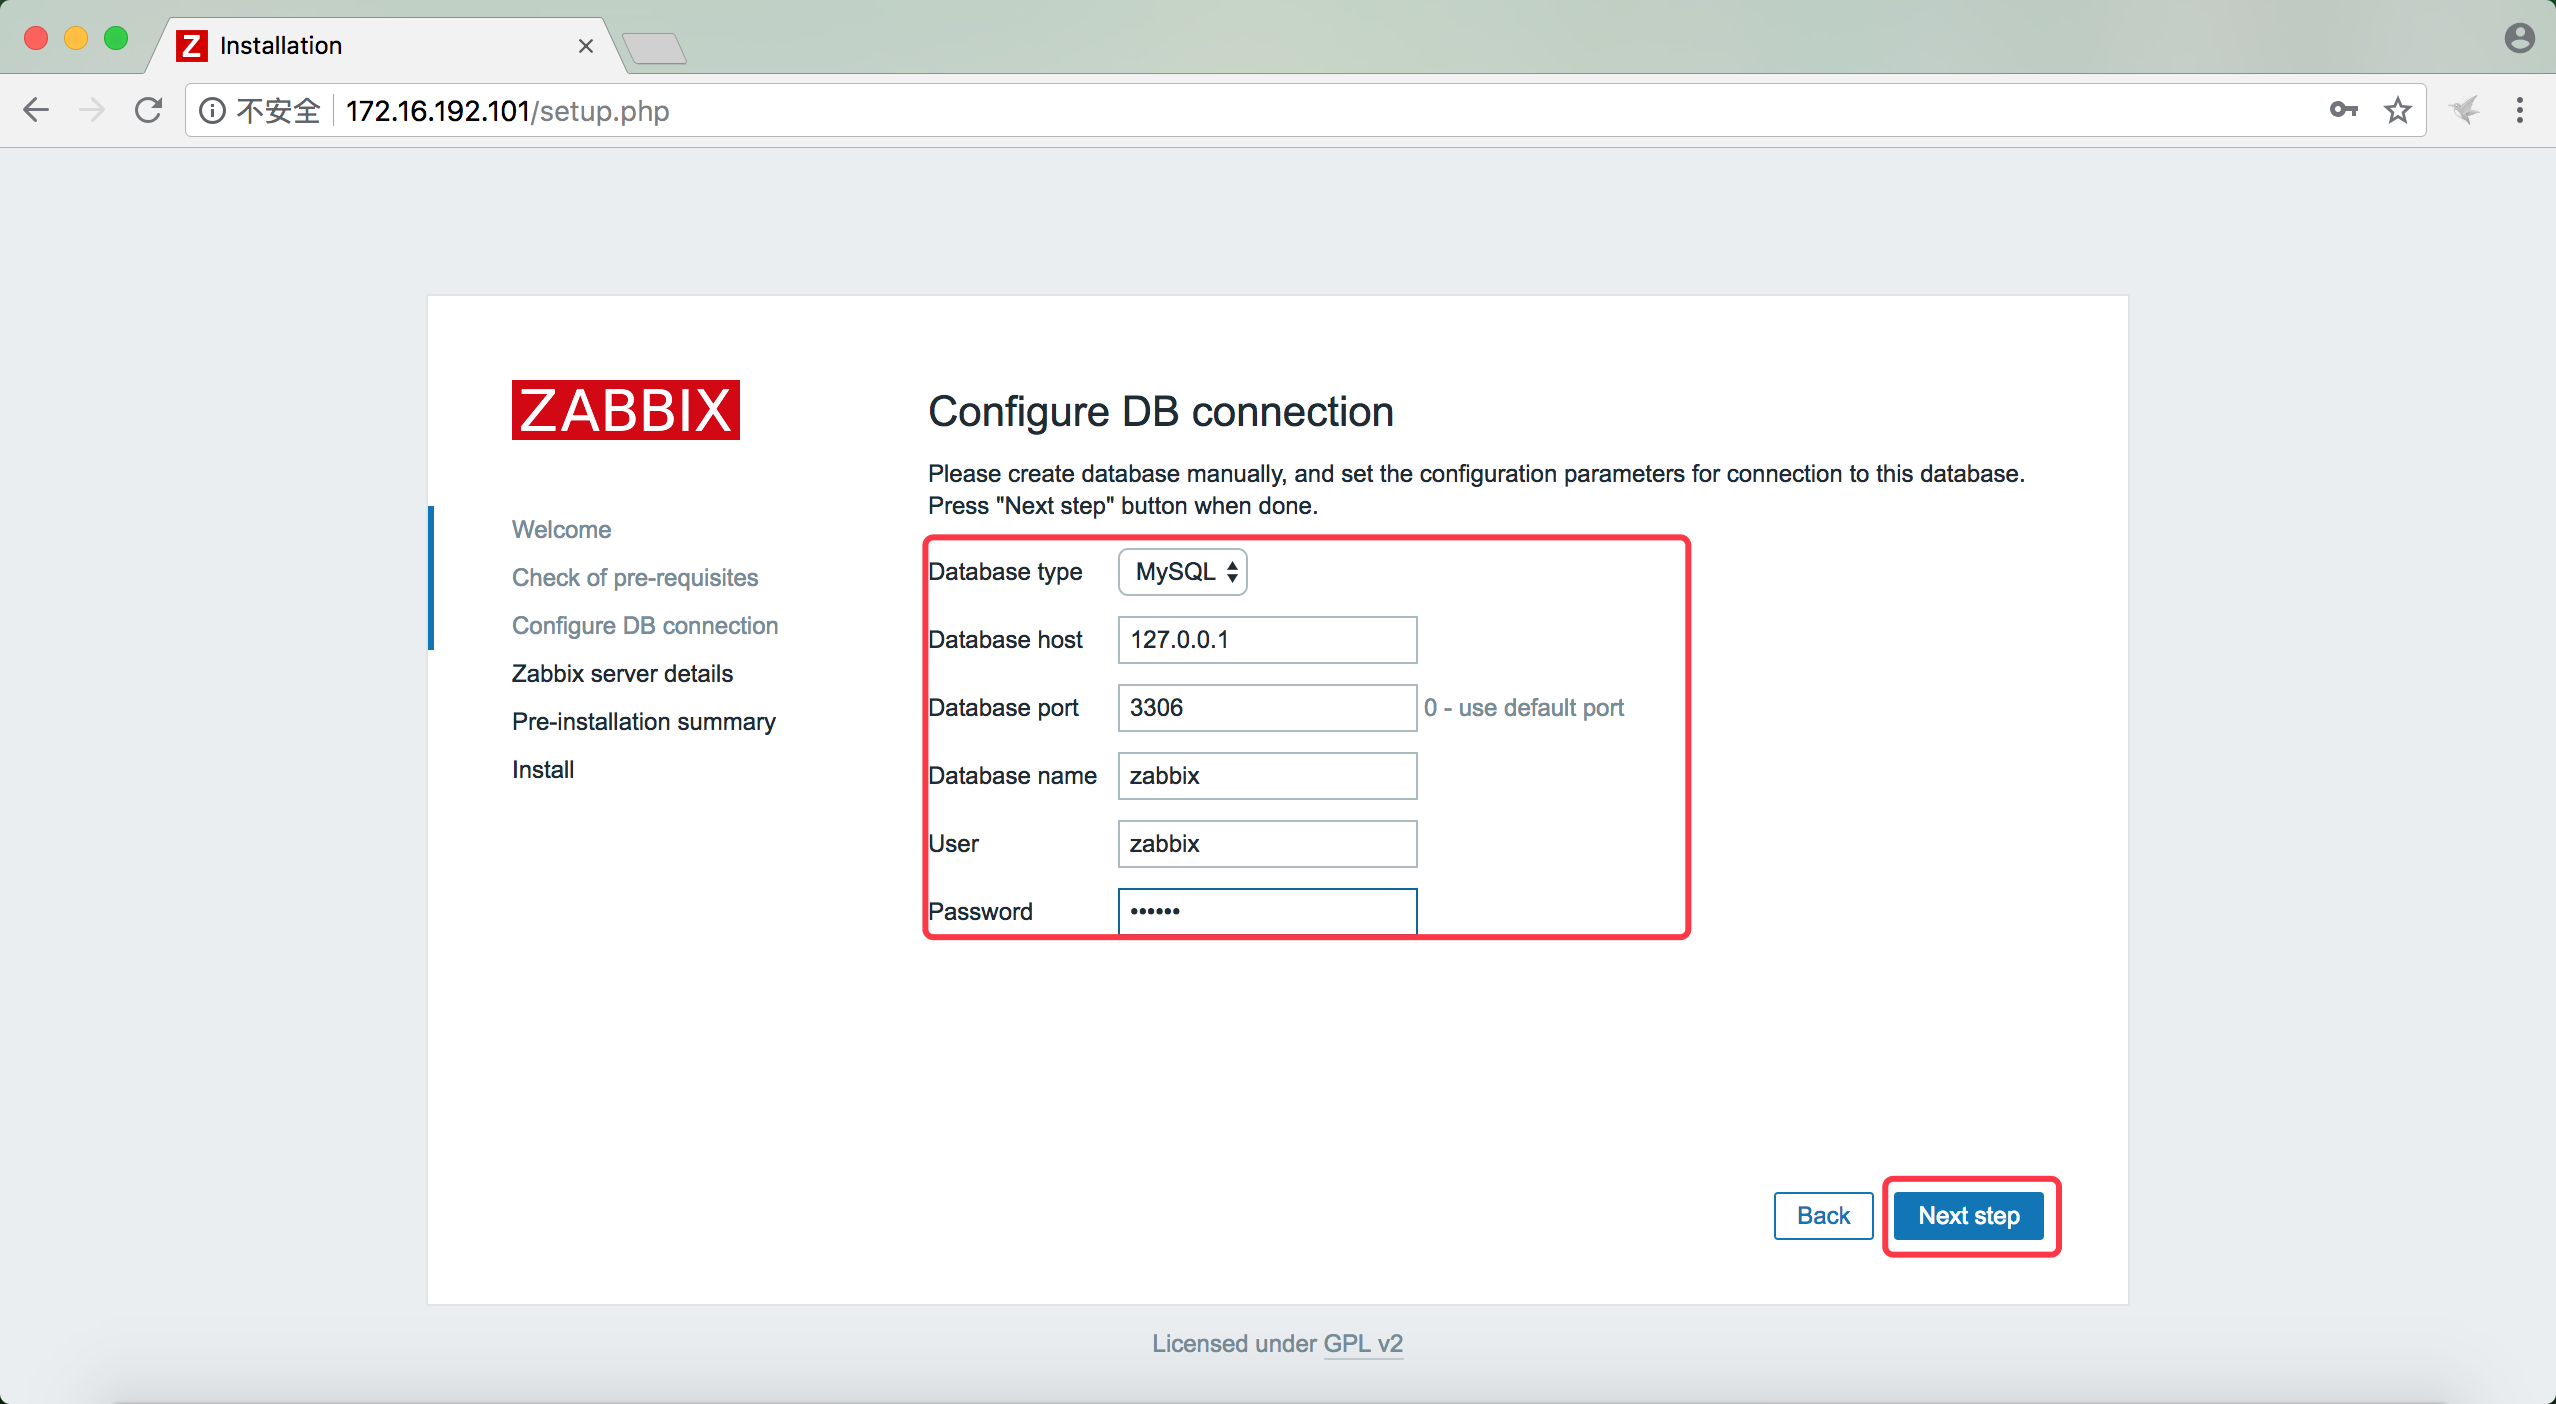 Z Installation
不安全 172.16.192.101/setup.php
ZABBIX
Welcome
Check of pre-requisites
Configure DB connection
Zabbix server details
Pre-installation summary
Install
Configure DB connection
Please create database manually, and set the configuration parameters for connection to this database.
Press "Next step" button when done.
Database type MySQL
Database host 127.0.0.1
Database port 3306 0 - use default port
Database name zabbix
User zabbix
Password ••••••
Back Next step
Licensed under GPL v2